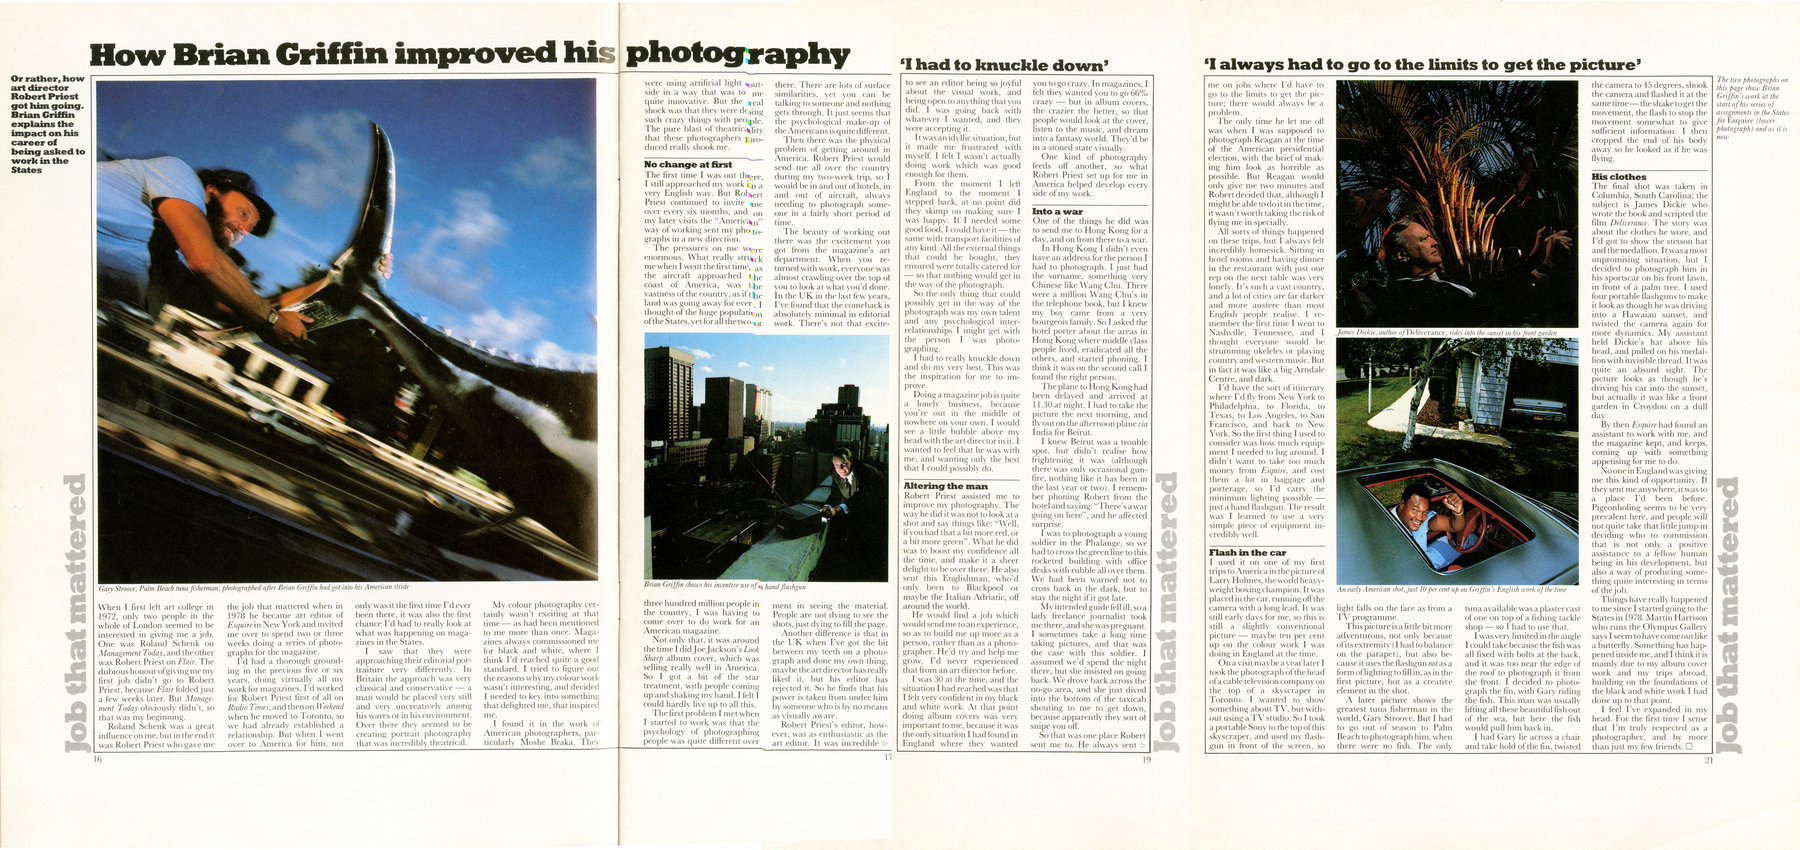 How Brian Griffin improved his photography
Or rather, how
art director
Robert Priest
got him going.
Brian Griffin
explains the
impact on his
career of
being asked to
work in the
States
Gary Stroove, Palm Beach tuna fisherman, photographed after Brian Griffin had got into his American stride
When I first left art college in
1972, only two people in the
whole of London seemed to be
interested in giving me a job.
One was Roland Schenk on
Management Today, and the other
was Robert Priest on Flair. The
dubious honour of giving me my
first job didn't go to Robert
Priest, because Flair folded just
a few weeks later. But Manage-
ment Today obviously didn't, so
that was my beginning.
Roland Schenk was a great
influence on me, but in the end it
was Robert Priest who gave me
the job that mattered when in
1978 he became art editor of
Esquire in New York and invited
me over to spend two or three
weeks doing a series of photo-
graphs for the magazine.
I'd had a thorough ground-
ing in the previous five or six
years, doing virtually all my
work for magazines. I'd worked
for Robert Priest first of all on
Radio Times, and then on Weekend
when he moved to Toronto, so
we had already established a
relationship. But when I went
over to America for him, not
only was it the first time I'd ever
been there, it was also the first
chance I'd had to really look at
what was happening on maga-
zines in the States.
I saw that they were
approaching their editorial por-
traiture very differently. In
Britain the approach was very
classical and conservative — a
man would be placed very still
and very uncreatively among
his wares or in his environment.
Over there they seemed to be
creating portrait photography
that was incredibly theatrical.
My colour photography cer-
tainly wasn't exciting at that
time — as had been mentioned
to me more than once. Maga-
zines always commissioned me
for black and white, where I
think I'd reached quite a good
standard. I tried to figure out
the reasons why my colour work
wasn't interesting, and decided
I needed to key into something
that delighted me, that inspired
me.
I found it in the work of
American photographers, par-
ticularly Moshe Braka. They
were using artificial light out-
side in a way that was to me
quite innovative. But the real
shock was that they were doing
such crazy things with people.
The pure blast of theatricality
that these photographers pro-
duced really shook me.
No change at first
The first time I was out there,
I still approached my work in a
very English way. But Robert
Priest continued to invite me
over every six months, and on
my later visits the "American"
way of working sent my photo-
graphs in a new direction.
The pressures on me were
enormous. What really struck
me when I went the first time, as
the aircraft approached the
coast of America, was the
vastness of the country, as if the
land was going away for ever. I
thought of the huge population
of the States, yet for all the two or
three hundred million people in
the country, I was having to
come over to do work for an
American magazine.
Not only that, it was around
the time I did Joe Jackson's Look
Sharp album cover, which was
selling really well in America.
So I got a bit of the star
treatment, with people coming
up and shaking my hand. I felt I
could hardly live up to all this.
The first problem I met when
I started to work was that the
psychology of photographing
people was quite different over
there. There are lots of surface
similarities, yet you can be
talking to someone and nothing
gets through. It just seems that
the psychological make-up of
the Americans is quite different.
Then there was the physical
problem of getting around in
America. Robert Priest would
send me all over the country
during my two-week trip, so I
would be in and out of hotels, in
and out of aircraft, always
needing to photograph some-
one in a fairly short period of
time.
The beauty of working out
there was the excitement you
got from the magazine's art
department. When you re-
turned with work, everyone was
almost crawling over the top of
you to look at what you'd done.
In the UK in the last few years,
I've found that the comeback is
absolutely minimal in editorial
work. There's not that excite-
ment in seeing the material.
People are not dying to see the
shots, just dying to fill the page.
Another difference is that in
the UK when I've got the bit
between my teeth on a photo-
graph and done my own thing,
maybe the art director has really
liked it, but his editor has
rejected it. So he finds that his
power is taken from under him
by someone who is by no means
as visually aware.
Robert's editor, how-
ever, was as enthusiastic as the
art editor. It was incredible ▷
Brian Griffin shows his inventive use of a hand flashgun
Job that mattered
16
17
'I had to knuckle down'
to see an editor being so joyful
about the visual work, and
being open to anything that you
did. I was going back with
whatever I wanted, and they
were accepting it.
It was an idyllic situation, but
it made me frustrated with
myself. I felt I wasn't actually
doing work which was good
enough for them.
From the moment I left
England to the moment I
stepped back, at no point did
they skimp on making sure I
was happy. If I needed some
good food, I could have it — the
same with transport facilities of
any kind. All the external things
that could be bought, they
ensured were totally catered for
— so that nothing would get in
the way of the photograph.
So the only thing that could
possibly get in the way of the
photograph was my own talent
and any psychological inter-
relationships I might get with
the person I was photo-
graphing.
I had to really knuckle down
and do my very best. This was
the inspiration for me to im-
prove.
Doing a magazine job is quite
a lonely business, because
you're out in the middle of
nowhere on your own. I would
see a little bubble above my
head with the art director in it. I
wanted to feel that he was with
me, and wanting only the best
that I could possibly do.
Altering the man
Robert Priest assisted me to
improve my photography. The
way he did it was not to look at a
shot and say things like: "Well,
if you had that a bit more red, or
a bit more green". What he did
was to boost my confidence all
the time, and make it a sheer
delight to be over there. He also
sent this Englishman, who'd
only been to Blackpool or
maybe the Italian Adriatic, off
around the world.
He would find a job which
would send me to an experience,
so as to build me up more as a
person, rather than as a photo-
grapher. He'd try and help me
grow. I'd never experienced
that from an art director before.
I was 30 at the time, and the
situation I had reached was that
I felt very confident in my black
and white work. At that point
doing album covers was very
important to me, because it was
the only situation I had found in
England where they wanted
you to go crazy. In magazines, I
felt they wanted you to go 66%
crazy — but in album covers,
the crazier the better, so that
people would look at the cover,
listen to the music, and dream
into a fantasy world. They'd be
in a stoned state visually.
One kind of photography
feeds off another, so what
Robert Priest set up for me in
America helped develop every
side of my work.
Into a war
One of the things he did was
to send me to Hong Kong for a
day, and on from there to a war.
In Hong Kong I didn't even
have an address for the person I
had to photograph. I just had
the surname, something very
Chinese like Wang Chu. There
were a million Wang Chu's in
the telephone book, but I knew
my boy came from a very
bourgeois family. So I asked the
hotel porter about the areas in
Hong Kong where middle class
people lived, eradicated all the
others, and started phoning. I
think it was on the second call I
found the right person.
The plane to Hong Kong had
been delayed and arrived at
11.30 at night. I had to take the
picture the next morning, and
fly out on the afternoon plane via
India for Beirut.
I knew Beirut was a trouble
spot, but didn't realise how
frightening it was (although
there was only occasional gun-
fire, nothing like it has been in
the last year or two). I remem-
ber phoning Robert from the
hotel and saying: "There's a war
going on here", and he affected
surprise.
I was to photograph a young
soldier in the Phalange, so we
had to cross the green line to this
rocketed building with office
desks with rubble all over them.
We had been warned not to
cross back in the dark, but to
stay the night if it got late.
My intended guide fell ill, so a
lady freelance journalist took
me there, and she was pregnant.
I sometimes take a long time
taking pictures, and that was
the case with this soldier. I
assumed we'd spend the night
there, but she insisted on going
back. We drove back across the
no-go area, and she just dived
into the bottom of the taxicab
shouting to me to get down,
because apparently they sort of
snipe you off.
So that was one place Robert
sent me to. He always sent ▷
Job that mattered
19
'I always had to go to the limits to get the picture'
me on jobs where I'd have to
go to the limits to get the pic-
ture; there would always be a
problem.
The only time he let me off
was when I was supposed to
photograph Reagan at the time
of the American presidential
election, with the brief of mak-
ing him look as horrible as
possible. But Reagan would
only give me two minutes and
Robert decided that, although I
might be able to do it in the time,
it wasn't worth taking the risk of
flying me in specially.
All sorts of things happened
on these trips, but I always felt
incredibly homesick. Sitting in
hotel rooms and having dinner
in the restaurant with just one
rep on the next table was very
lonely. It's such a vast country,
and a lot of cities are far darker
and more austere than most
English people realise. I re-
member the first time I went to
Nashville, Tennessee, and I
thought everyone would be
strumming ukeleles or playing
country and western music. But
in fact it was like a big Arndale
Centre, and dark.
I'd have the sort of itinerary
where I'd fly from New York to
Philadelphia, to Florida, to
Texas, to Los Angeles, to San
Francisco, and back to New
York. So the first thing I used to
consider was how much equip-
ment I needed to lug around. I
didn't want to take too much
money from Esquire, and cost
them a lot in baggage and
porterage, so I'd carry the
minimum lighting possible —
just a hand flashgun. The result
was I learned to use a very
simple piece of equipment in-
credibly well.
Flash in the car
I used it on one of my first
trips to America in the picture of
Larry Holmes, the world heavy-
weight boxing champion. It was
placed in the car, running off the
camera with a long lead. It was
still early days for me, so this is
still a slightly conventional
picture — maybe ten per cent
up on the colour work I was
doing in England at the time.
On a visit maybe a year later I
took the photograph of the head
of a cable television company on
the top of a skyscraper in
Toronto. I wanted to show
something about TV, but with-
out using a TV studio. So I took
a portable Sony to the top of this
skyscraper, and used my flash-
gun in front of the screen, so
James Dickie, author of Deliverance, rides into the sunset in his front garden
An early American shot, just 10 per cent up on Griffin's English work of the time
light falls on the face as from a
TV programme.
This picture is a little bit more
adventurous, not only because
of its extremity (I had to balance
on the parapet), but also be-
cause it uses the flashgun not as a
form of lighting to fill in, as in the
first picture, but as a creative
element in the shot.
A later picture shows the
greatest tuna fisherman in the
world, Gary Stroove. But I had
to go out of season to Palm
Beach to photograph him, when
there were no fish. The only
tuna available was a plaster cast
of one on top of a fishing tackle
shop — so I had to use that.
I was very limited in the angle
I could take because the fish was
all fixed with bolts at the back,
and it was too near the edge of
the roof to photograph it from
the front. I decided to photo-
graph the fin, with Gary riding
the fish. This man was usually
lifting all these beautiful fish out
of the sea, but here the fish
would pull him back in.
I had Gary lie across a chair
and take hold of the fin, twisted
the camera to 45 degrees, shook
the camera and flashed it at the
same time — the shake to get the
movement, the flash to stop the
movement somewhat to give
sufficient information. I then
cropped the end of his body
away so he looked as if he was
flying.
His clothes
The final shot was taken in
Columbia, South Carolina; the
subject is James Dickie who
wrote the book and scripted the
film Deliverance. The story was
about the clothes he wore, and
I'd got to show the stetson hat
and the medallion. It was a most
unpromising situation, but I
decided to photograph him in
his sportscar on his front lawn,
in front of a palm tree. I used
four portable flashguns to make
it look as though he was driving
into a Hawaian sunset, and
twisted the camera again for
more dynamics. My assistant
held Dickie's hat above his
head, and pulled on his medal-
lion with invisible thread. It was
quite an absurd sight. The
picture looks as though he's
driving his car into the sunset,
but actually it was like a front
garden in Croydon on a dull
day.
By then Esquire had found an
assistant to work with me, and
the magazine kept, and keeps,
coming up with something
appetising for me to do.
No one in England was giving
me this kind of opportunity. If
they sent me anywhere, it was to
a place I'd been before.
Pigeonholing seems to be very
prevalent here, and people will
not quite take that little jump in
deciding who to commission
that is not only a positive
assistance to a fellow human
being in his development, but
also a way of producing some-
thing quite interesting in terms
of the job.
Things have really happened
to me since I started going to the
States in 1978. Martin Harrison
who runs the Olympus Gallery
says I seem to have come out like
a butterfly. Something has hap-
pened inside me, and I think it is
mainly due to my album cover
work and my trips abroad,
building on the foundations of
the black and white work I had
done up to that point.
I feel I've expanded in my
head. For the first time I sense
that I'm truly respected as a
photographer, and by more
than just my few friends. □
The two photographs on
this page show Brian
Griffin's work at the
start of his series of
assignments in the States
for Esquire (lower
photograph) and as it is
now
Job that mattered
21